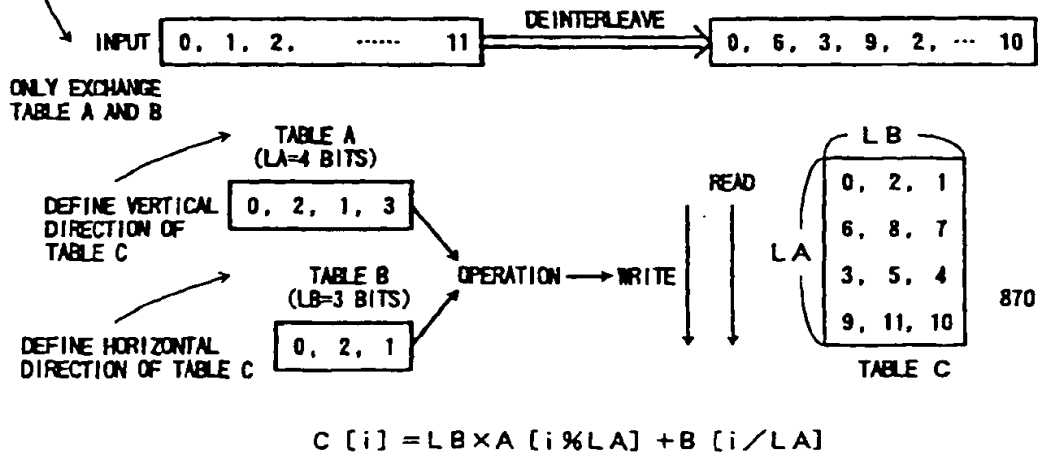 DEINTERLEAVE
INPUT 0, 1, 2, ······ 11
0, 6, 3, 9, 2, ··· 10
ONLY EXCHANGE
TABLE A AND B
TABLE A
(LA=4 BITS)
0, 2, 1, 3
DEFINE VERTICAL
DIRECTION OF
TABLE C
TABLE B
(LB=3 BITS)
0, 2, 1
DEFINE HORIZONTAL
DIRECTION OF TABLE C
OPERATION
WRITE
READ
LB
LA
0, 2, 1
6, 8, 7
3, 5, 4
9, 11, 10
TABLE C
870
C [i] =LB×A [i%LA] +B [i/LA]